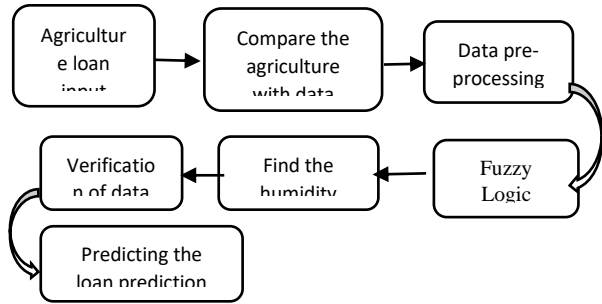 Agricultur
e loan
input
Compare the
agriculture
with data
Data pre-
processing
Fuzzy
Logic
Find the
humidity
Verificatio
n of data
Predicting the
loan prediction